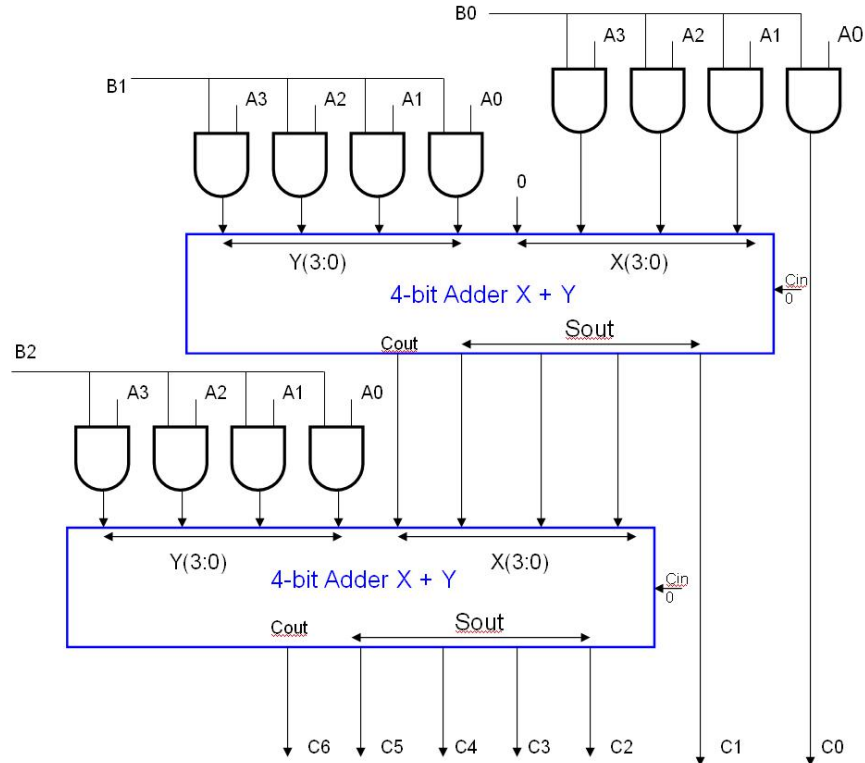 B0 A3 A2 A1 A0
B1 A3 A2 A1 A0
0
Y(3:0) X(3:0)
4-bit Adder X + Y
Cin
0
Cout Sout
B2 A3 A2 A1 A0
Y(3:0) X(3:0)
4-bit Adder X + Y
Cin
0
Cout Sout
C6 C5 C4 C3 C2 C1 C0